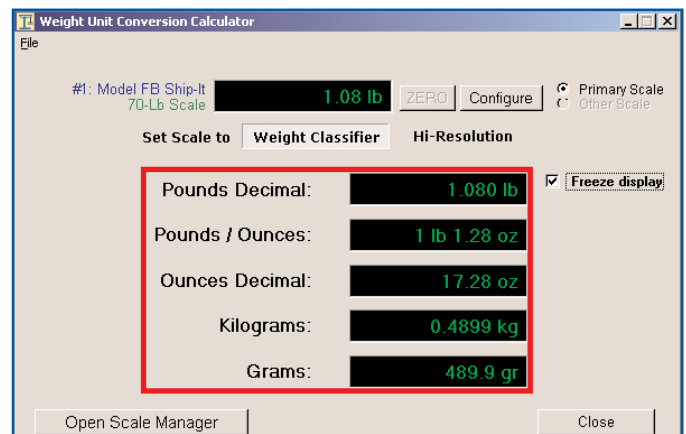 Weight Unit Conversion Calculator
File
#1: Model FB Ship-It
70-Lb Scale
1.08 lb
ZERO
Configure
Primary Scale
Other Scale
Set Scale to Weight Classifier Hi-Resolution
Pounds Decimal: 1.080 lb
Freeze display
Pounds / Ounces: 1 lb 1.28 oz
Ounces Decimal: 17.28 oz
Kilograms: 0.4899 kg
Grams: 489.9 gr
Open Scale Manager
Close